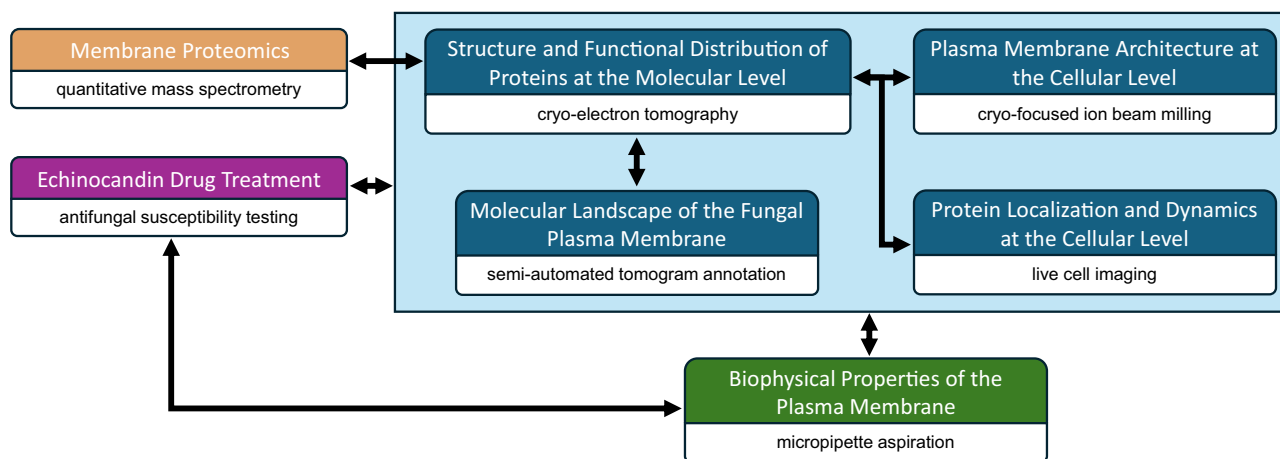 Membrane Proteomics
quantitative mass spectrometry
Structure and Functional Distribution of
Proteins at the Molecular Level
cryo-electron tomography
Plasma Membrane Architecture at
the Cellular Level
cryo-focused ion beam milling
Echinocandin Drug Treatment
antifungal susceptibility testing
Molecular Landscape of the Fungal
Plasma Membrane
semi-automated tomogram annotation
Protein Localization and Dynamics
at the Cellular Level
live cell imaging
Biophysical Properties of the
Plasma Membrane
micropipette aspiration